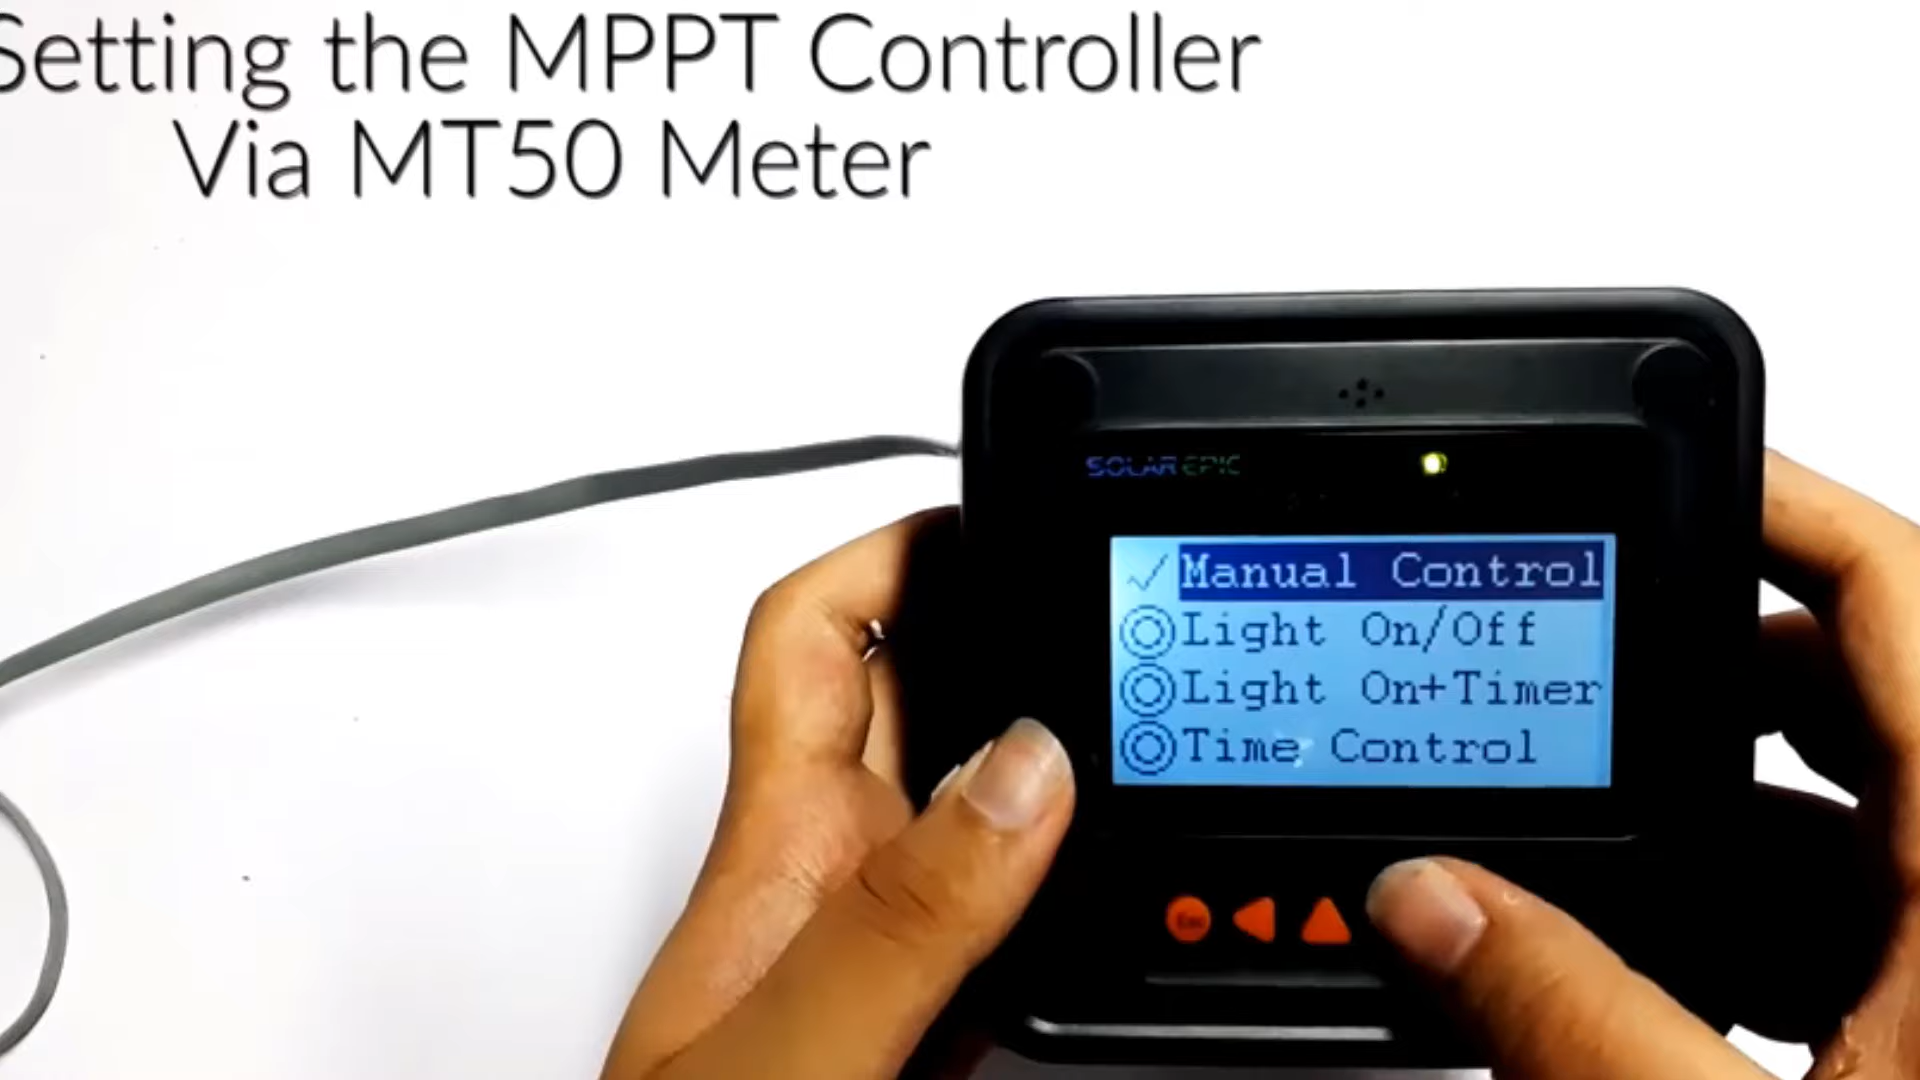 Setting the MPPT Controller
Via MT50 Meter
SOLAR EPIC
Manual Control
Light On/Off
Light On+Timer
Time Control